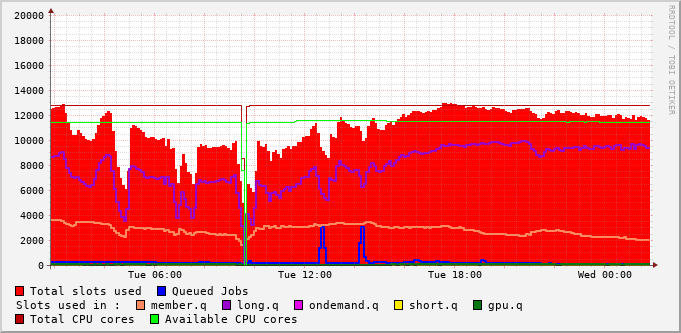 20000
18000
16000
14000
12000
10000
8000
6000
4000
2000
0
Tue 06:00 Tue 12:00 Tue 18:00 Wed 00:00
RRDTOOL / TOBI OETIKER
Total slots used Queued Jobs
Slots used in : member.q long.q ondemand.q short.q gpu.q
Total CPU cores Available CPU cores